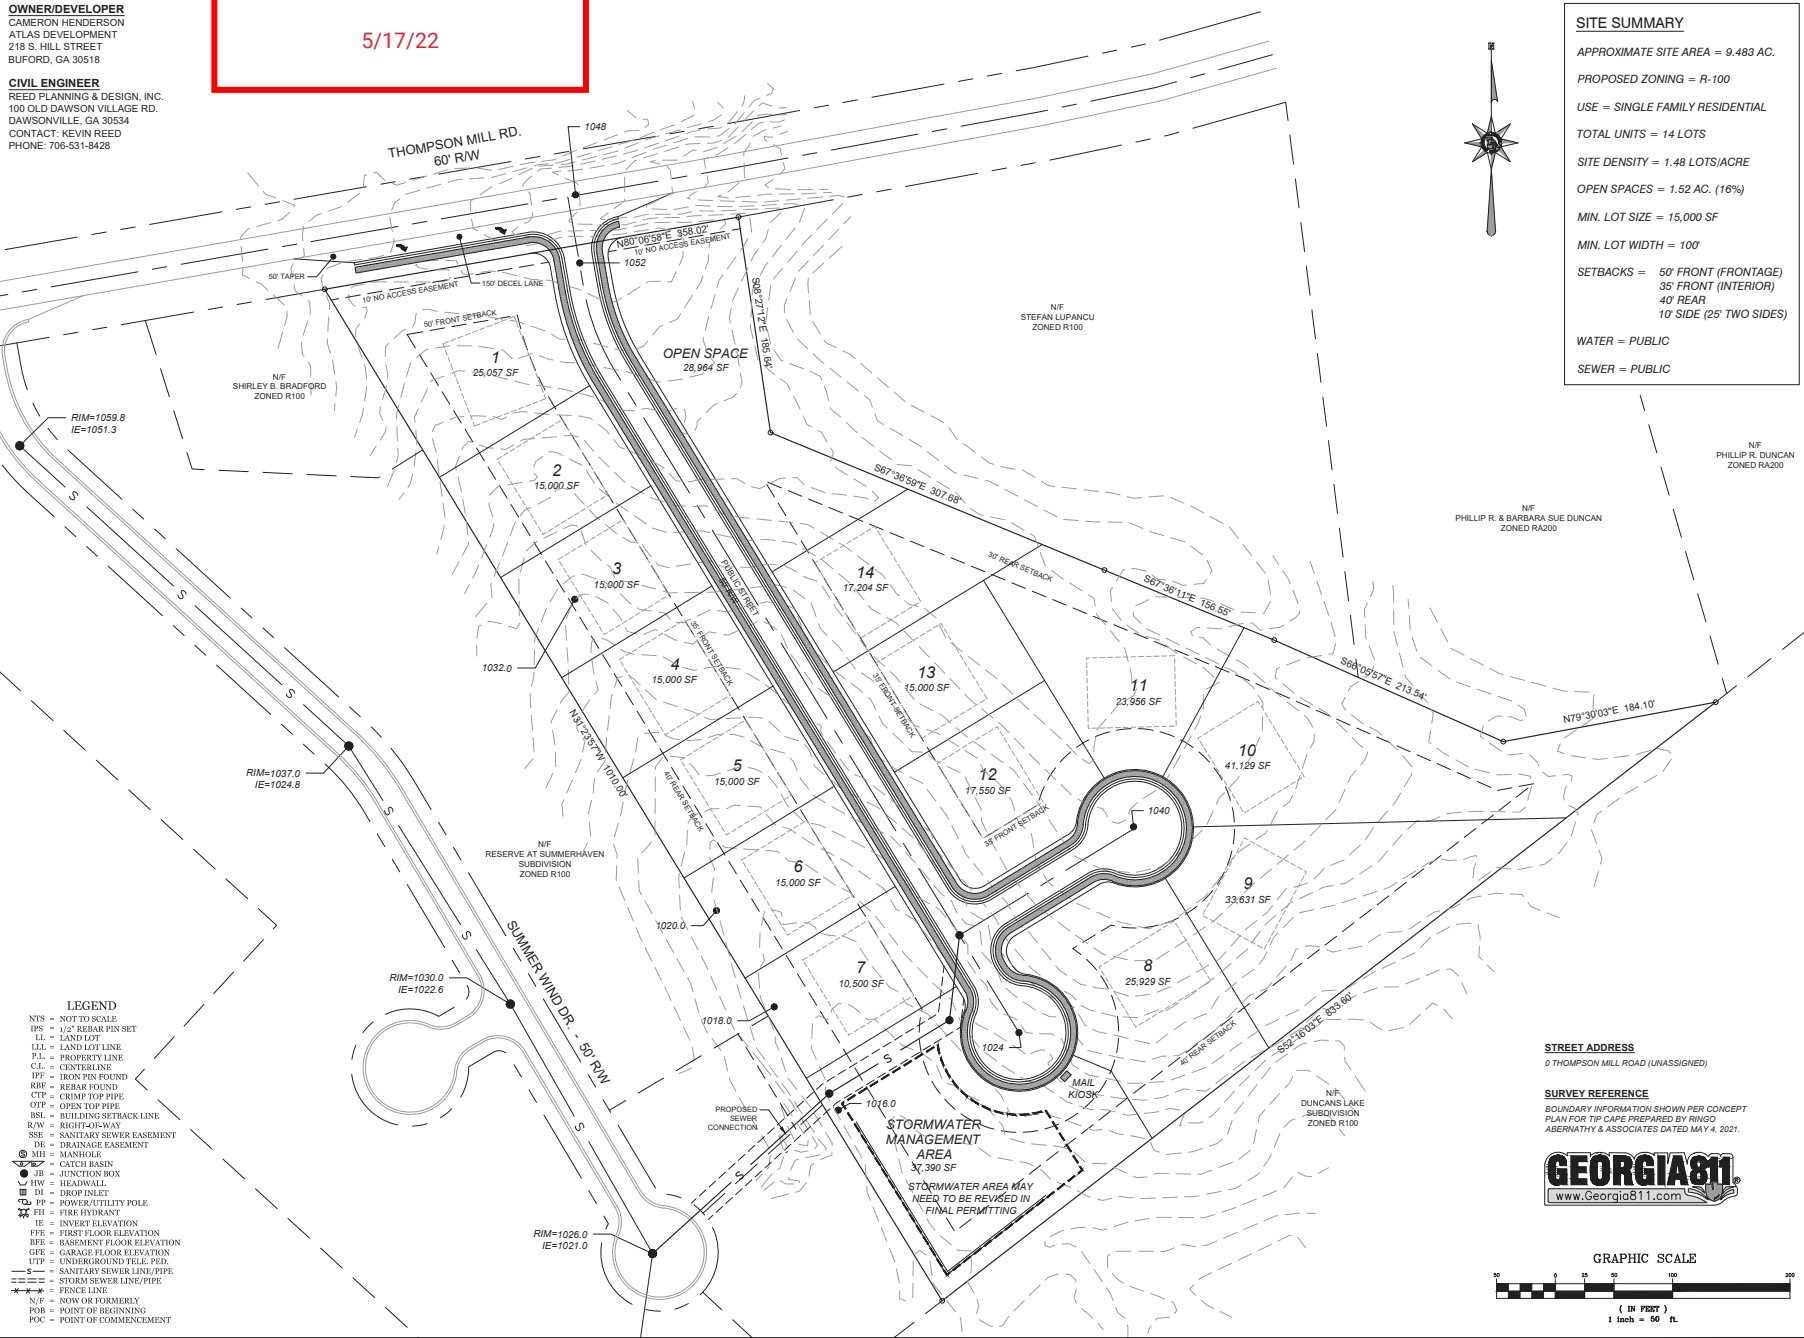 OWNER/DEVELOPER
CAMERON HENDERSON
ATLAS DEVELOPMENT
218 S. HILL STREET
BUFORD, GA 30518
CIVIL ENGINEER
REED PLANNING & DESIGN, INC.
100 OLD DAWSON VILLAGE RD.
DAWSONVILLE, GA 30534
CONTACT: KEVIN REED
PHONE: 706-531-8428
5/17/22
SITE SUMMARY
APPROXIMATE SITE AREA = 9.483 AC.
PROPOSED ZONING = R-100
USE = SINGLE FAMILY RESIDENTIAL
TOTAL UNITS = 14 LOTS
SITE DENSITY = 1.48 LOTS/ACRE
OPEN SPACES = 1.52 AC. (16%)
MIN. LOT SIZE = 15,000 SF
MIN. LOT WIDTH = 100'
SETBACKS = 50' FRONT (FRONTAGE)
35' FRONT (INTERIOR)
40' REAR
10' SIDE (25' TWO SIDES)
WATER = PUBLIC
SEWER = PUBLIC
N
THOMPSON MILL RD.
60' R/W
1048
N80°06'58"E 358.02'
10' NO ACCESS EASEMENT
1052
50' TAPER
150' DECEL LANE
10' NO ACCESS EASEMENT
50' FRONT SETBACK
S08°27'12"E 185.64'
N/F
STEFAN LUPANCU
ZONED R100
N/F
SHIRLEY B. BRADFORD
ZONED R100
1
25,057 SF
OPEN SPACE
28,964 SF
RIM=1059.8
IE=1051.3
N/F
PHILLIP R. DUNCAN
ZONED RA200
N/F
PHILLIP R. & BARBARA SUE DUNCAN
ZONED RA200
2
15,000 SF
S67°36'59"E 307.68'
S
S
S
S
S
S
S
S
3
15,000 SF
PUBLIC STREET
30' REAR SETBACK
14
17,204 SF
S67°36'11"E 156.55'
1032.0
35' FRONT SETBACK
4
15,000 SF
13
15,000 SF
35' FRONT SETBACK
11
23,956 SF
S66°05'57"E 213.54'
N79°30'03"E 184.10'
N31°23'57"W 1010.00'
10
41,129 SF
5
15,000 SF
40' REAR SETBACK
12
17,550 SF
35' FRONT SETBACK
1040
RIM=1037.0
IE=1024.8
N/F
RESERVE AT SUMMERHAVEN
SUBDIVISION
ZONED R100
6
15,000 SF
9
33,631 SF
1020.0
SUMMER WIND DR. - 50' R/W
7
10,500 SF
8
25,929 SF
RIM=1030.0
IE=1022.6
1018.0
S52°16'03"E 833.60'
40' REAR SETBACK
1024
MAIL
KIOSK
PROPOSED
SEWER
CONNECTION
1016.0
STORMWATER
MANAGEMENT
AREA
37,390 SF
STORMWATER AREA MAY
NEED TO BE REVISED IN
FINAL PERMITTING
N/F
DUNCANS LAKE
SUBDIVISION
ZONED R100
RIM=1026.0
IE=1021.0
LEGEND
NTS = NOT TO SCALE
IPS = 1/2" REBAR PIN SET
LL = LAND LOT
LLL = LAND LOT LINE
P.L. = PROPERTY LINE
C.L. = CENTERLINE
IPF = IRON PIN FOUND
RBF = REBAR FOUND
CTP = CRIMP TOP PIPE
OTP = OPEN TOP PIPE
BSL = BUILDING SETBACK LINE
R/W = RIGHT-OF-WAY
SSE = SANITARY SEWER EASEMENT
DE = DRAINAGE EASEMENT
S MH = MANHOLE
= CATCH BASIN
JB = JUNCTION BOX
HW = HEADWALL
DI = DROP INLET
PP = POWER/UTILITY POLE
FH = FIRE HYDRANT
IE = INVERT ELEVATION
FFE = FIRST FLOOR ELEVATION
BFE = BASEMENT FLOOR ELEVATION
GFE = GARAGE FLOOR ELEVATION
UTP = UNDERGROUND TELE. PED.
S = SANITARY SEWER LINE/PIPE
= STORM SEWER LINE/PIPE
x x x = FENCE LINE
N/F = NOW OR FORMERLY
POB = POINT OF BEGINNING
POC = POINT OF COMMENCEMENT
STREET ADDRESS
0 THOMPSON MILL ROAD (UNASSIGNED)
SURVEY REFERENCE
BOUNDARY INFORMATION SHOWN PER CONCEPT
PLAN FOR TIP CAPE PREPARED BY RINGO
ABERNATHY & ASSOCIATES DATED MAY 4, 2021.
GEORGIA811®
www.Georgia811.com
GRAPHIC SCALE
50 0 25 50 100 200
( IN FEET )
1 inch = 50 ft.